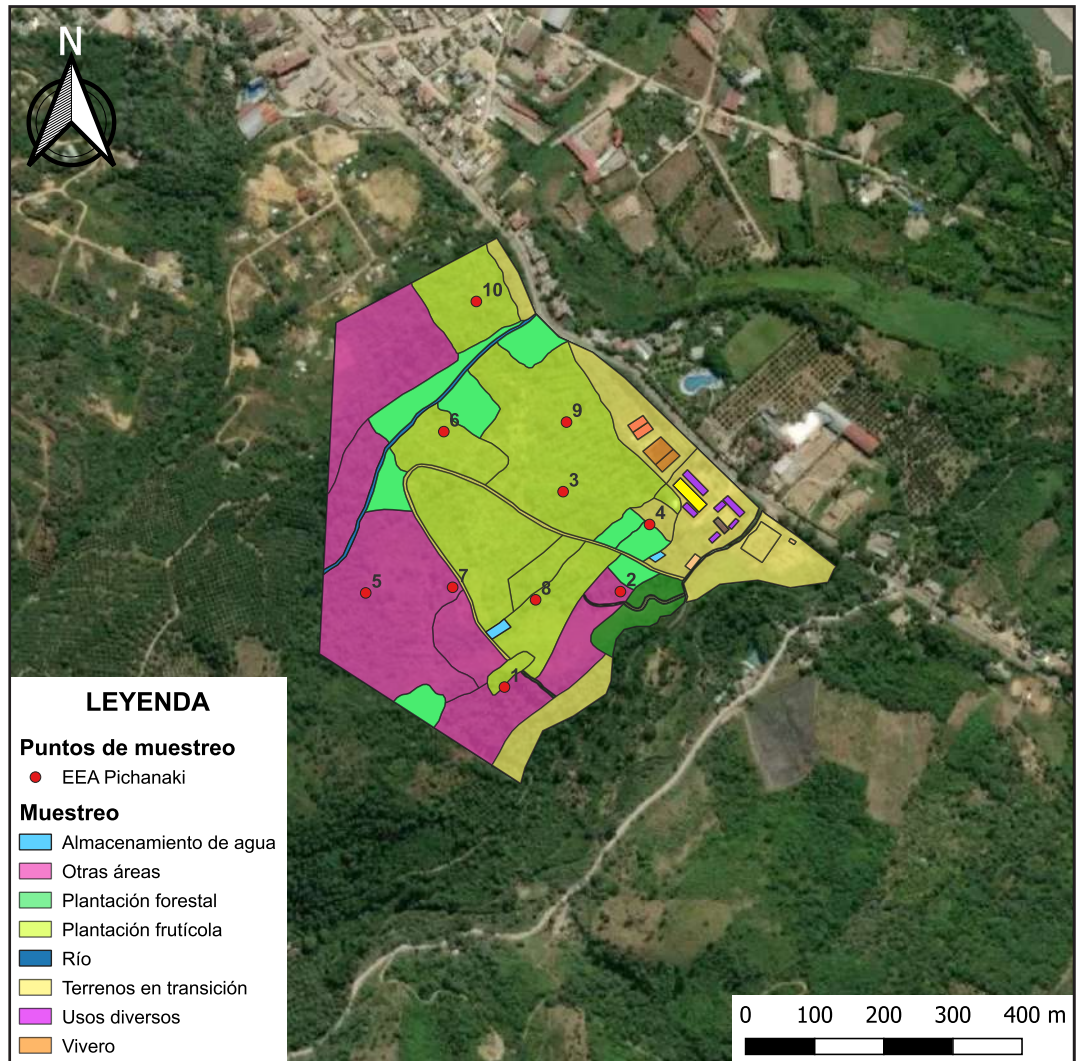 N
10
9
6
3
4
7
5
8
2
1
LEYENDA
Puntos de muestreo
EEA Pichanaki
Muestreo
Almacenamiento de agua
Otras áreas
Plantación forestal
Plantación frutícola
Río
Terrenos en transición
Usos diversos
Vivero
0 100 200 300 400 m